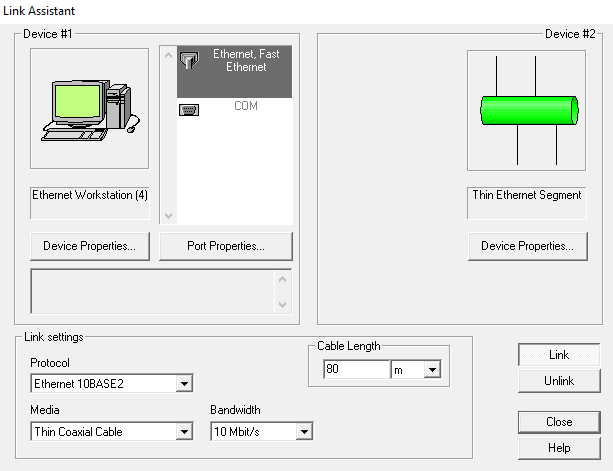 Link Assistant
Device #1
Device #2
Ethernet, Fast
Ethernet
COM
Ethernet Workstation (4)
Thin Ethernet Segment
Device Properties...
Port Properties...
Device Properties...
Link settings
Protocol
Ethernet 10BASE2
Cable Length
80
m
Media
Thin Coaxial Cable
Bandwidth
10 Mbit/s
Link
Unlink
Close
Help